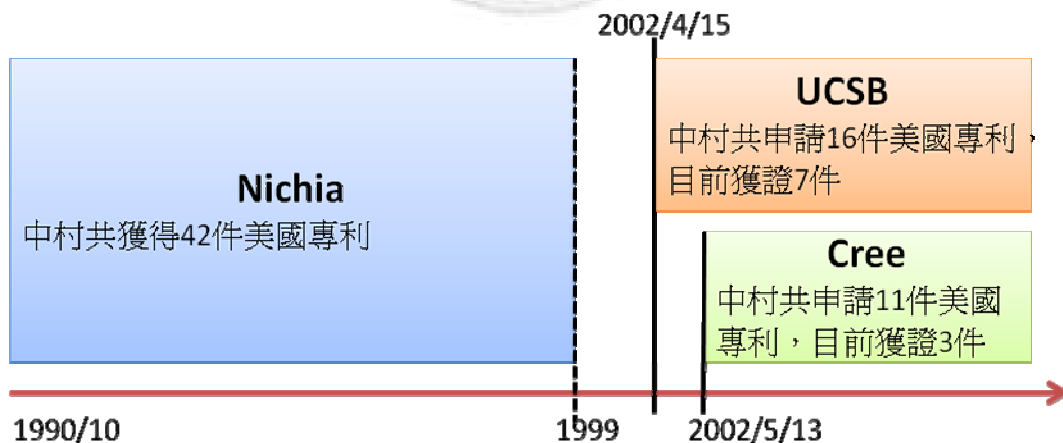 2002/4/15
Nichia
中村共獲得42件美國專利
UCSB
中村共申請16件美國專利，
目前獲證7件
Cree
中村共申請11件美國
專利，目前獲證3件
1990/10
1999
2002/5/13